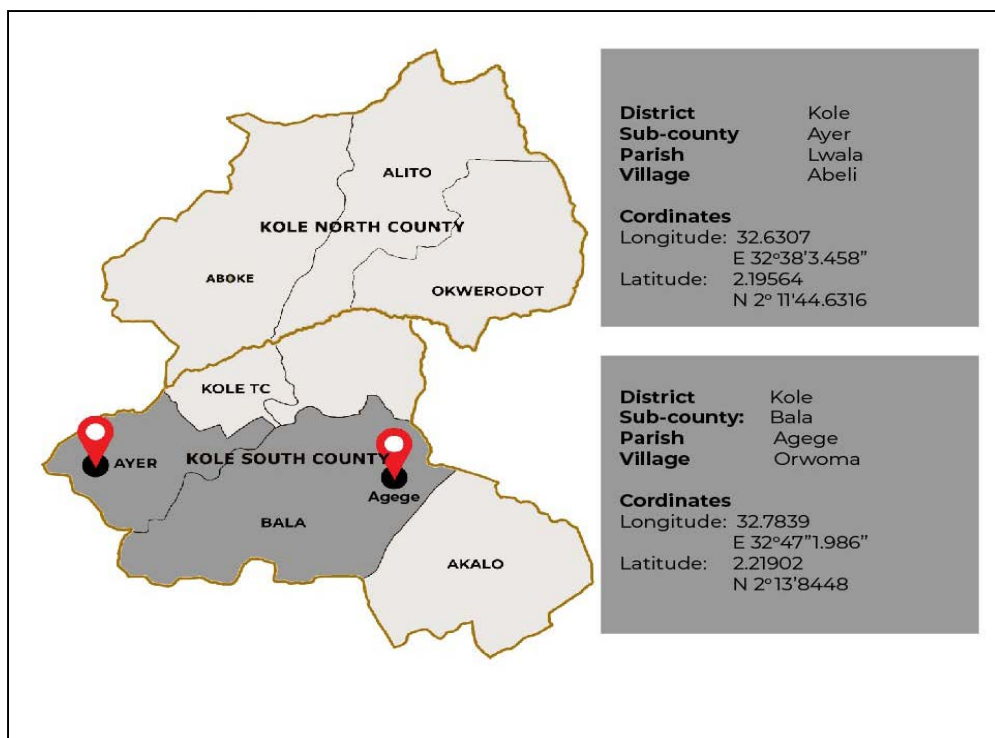 ALITO
KOLE NORTH COUNTY
ABOKE
OKWERODOT
KOLE TC
AYER
KOLE SOUTH COUNTY
Agege
BALA
AKALO
District Kole
Sub-county Ayer
Parish Lwala
Village Abeli
Cordinates
Longitude: 32.6307
E 32º38’3.458”
Latitude: 2.19564
N 2º 11'44.6316
District Kole
Sub-county: Bala
Parish Agege
Village Orwoma
Cordinates
Longitude: 32.7839
E 32º47”1.986”
Latitude: 2.21902
N 2º13’8448